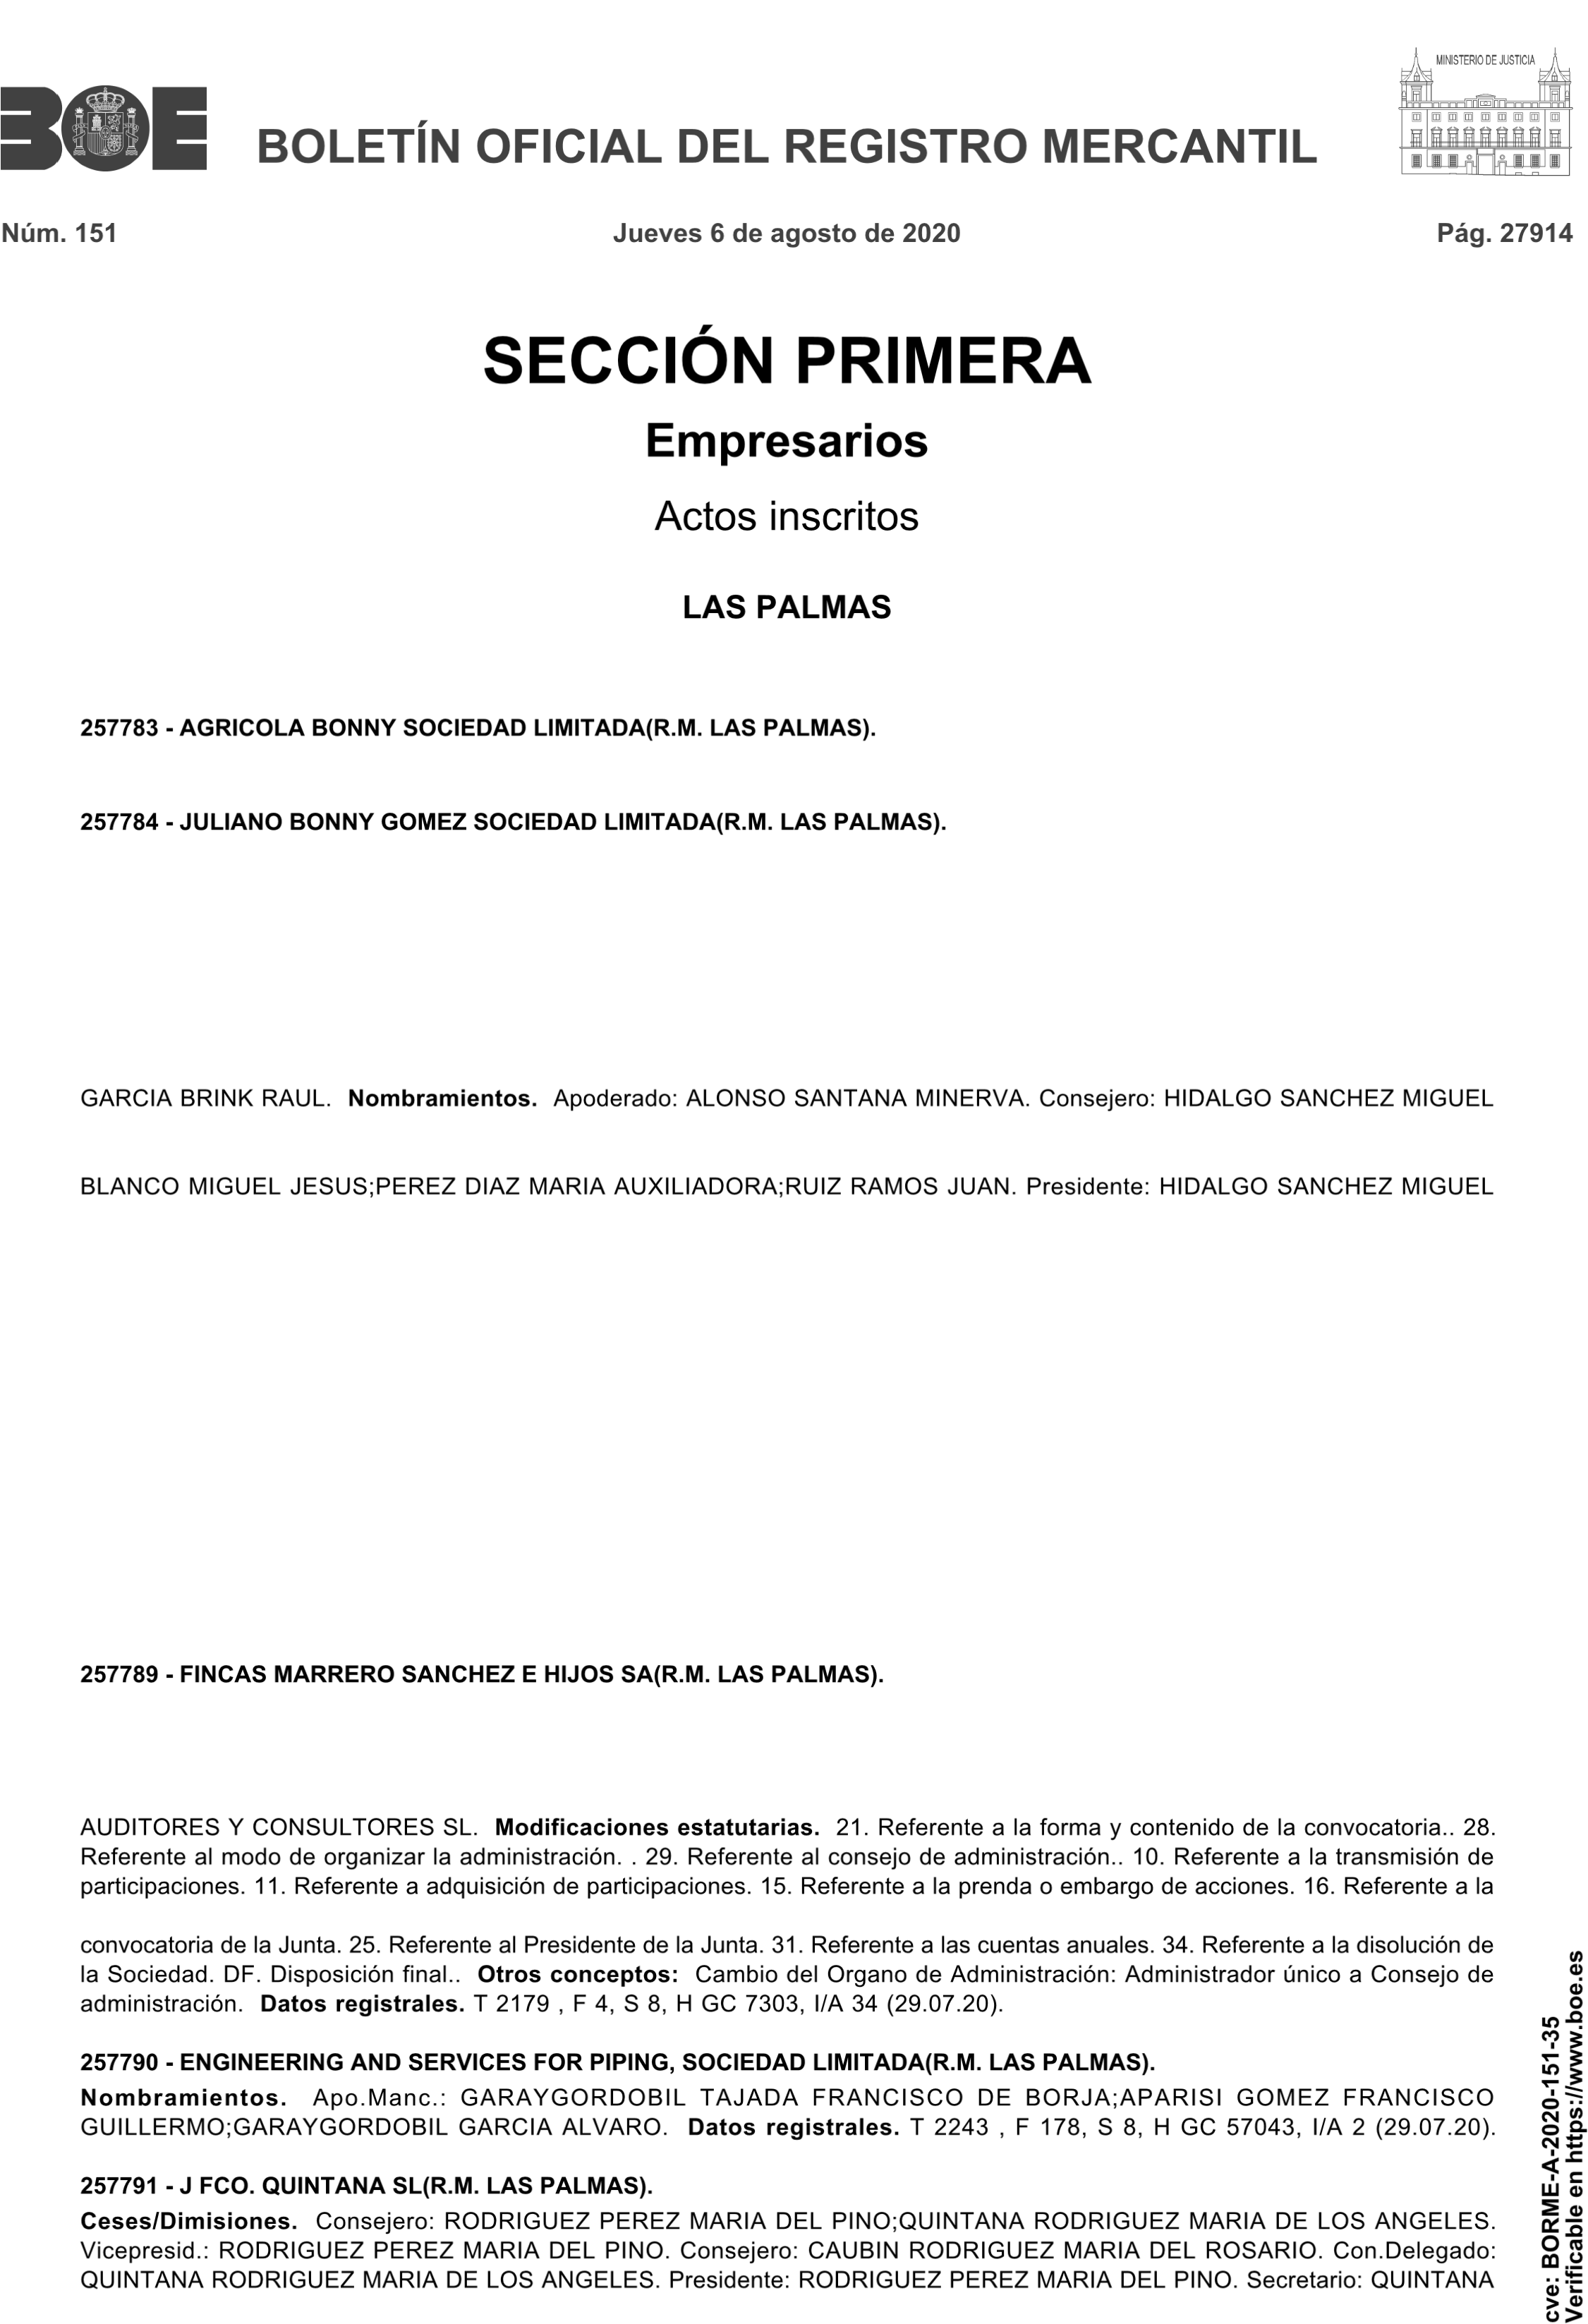 MINISTERIO DE JUSTICIA
BOE
BOLETÍN OFICIAL DEL REGISTRO MERCANTIL
Núm. 151 Jueves 6 de agosto de 2020 Pág. 27914
SECCIÓN PRIMERA
Empresarios
Actos inscritos
LAS PALMAS
257783 - AGRICOLA BONNY SOCIEDAD LIMITADA(R.M. LAS PALMAS).
257784 - JULIANO BONNY GOMEZ SOCIEDAD LIMITADA(R.M. LAS PALMAS).
GARCIA BRINK RAUL. Nombramientos. Apoderado: ALONSO SANTANA MINERVA. Consejero: HIDALGO SANCHEZ MIGUEL
BLANCO MIGUEL JESUS;PEREZ DIAZ MARIA AUXILIADORA;RUIZ RAMOS JUAN. Presidente: HIDALGO SANCHEZ MIGUEL
257789 - FINCAS MARRERO SANCHEZ E HIJOS SA(R.M. LAS PALMAS).
AUDITORES Y CONSULTORES SL. Modificaciones estatutarias. 21. Referente a la forma y contenido de la convocatoria.. 28.
Referente al modo de organizar la administración. . 29. Referente al consejo de administración.. 10. Referente a la transmisión de
participaciones. 11. Referente a adquisición de participaciones. 15. Referente a la prenda o embargo de acciones. 16. Referente a la
convocatoria de la Junta. 25. Referente al Presidente de la Junta. 31. Referente a las cuentas anuales. 34. Referente a la disolución de
la Sociedad. DF. Disposición final.. Otros conceptos: Cambio del Organo de Administración: Administrador único a Consejo de
administración. Datos registrales. T 2179 , F 4, S 8, H GC 7303, I/A 34 (29.07.20).
257790 - ENGINEERING AND SERVICES FOR PIPING, SOCIEDAD LIMITADA(R.M. LAS PALMAS).
Nombramientos. Apo.Manc.: GARAYGORDOBIL TAJADA FRANCISCO DE BORJA;APARISI GOMEZ FRANCISCO
GUILLERMO;GARAYGORDOBIL GARCIA ALVARO. Datos registrales. T 2243 , F 178, S 8, H GC 57043, I/A 2 (29.07.20).
257791 - J FCO. QUINTANA SL(R.M. LAS PALMAS).
Ceses/Dimisiones. Consejero: RODRIGUEZ PEREZ MARIA DEL PINO;QUINTANA RODRIGUEZ MARIA DE LOS ANGELES.
Vicepresid.: RODRIGUEZ PEREZ MARIA DEL PINO. Consejero: CAUBIN RODRIGUEZ MARIA DEL ROSARIO. Con.Delegado:
QUINTANA RODRIGUEZ MARIA DE LOS ANGELES. Presidente: RODRIGUEZ PEREZ MARIA DEL PINO. Secretario: QUINTANA
cve: BORME-A-2020-151-35
Verificable en https://www.boe.es